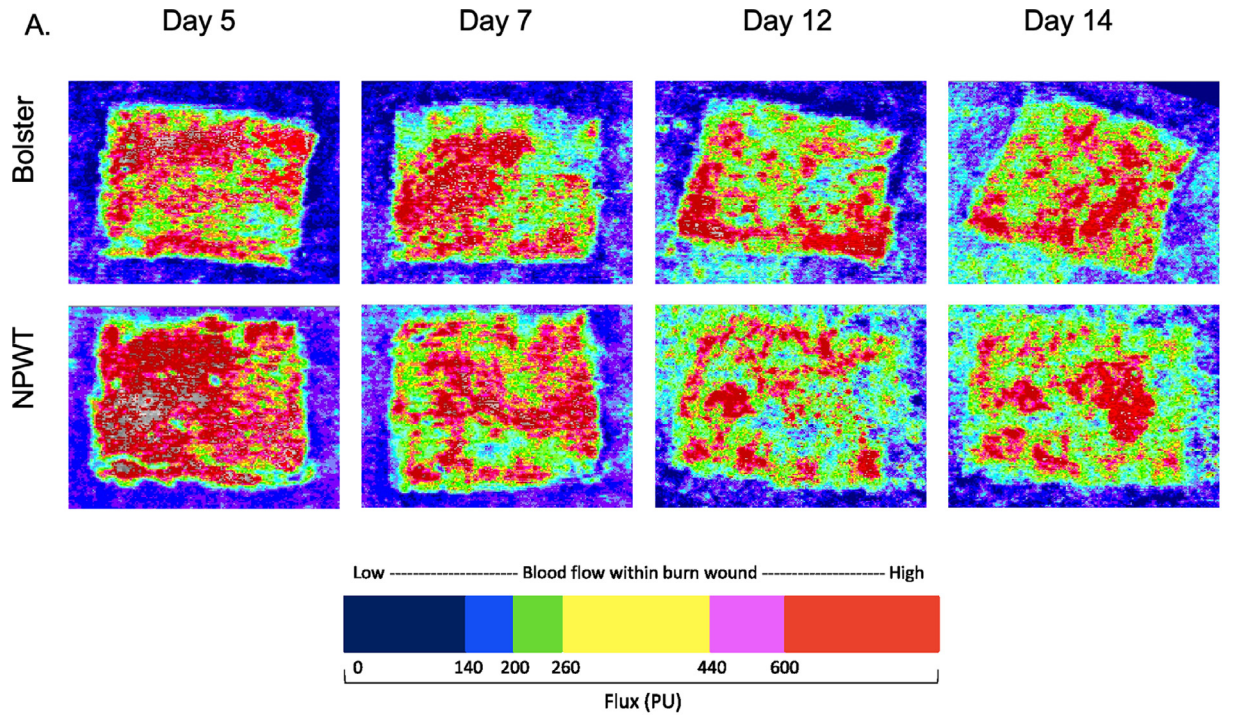 A.
Day 5
Day 7
Day 12
Day 14
Bolster
NPWT
Low ---------------------- Blood flow within burn wound --------------------- High
0 140 200 260 440 600
Flux (PU)